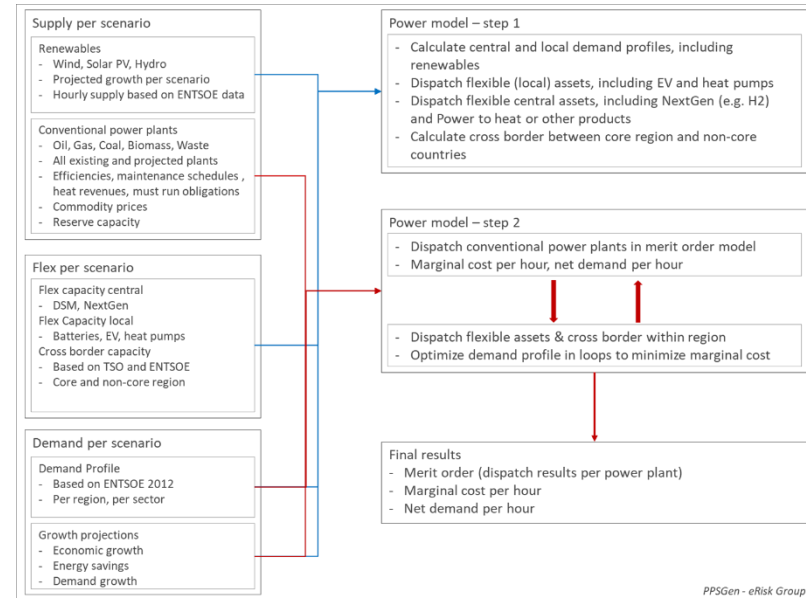 Supply per scenario
Renewables
- Wind, Solar PV, Hydro
- Projected growth per scenario
- Hourly supply based on ENTSOE data
Conventional power plants
- Oil, Gas, Coal, Biomass, Waste
- All existing and projected plants
- Efficiencies, maintenance schedules ,
heat revenues, must run obligations
- Commodity prices
- Reserve capacity
Flex per scenario
Flex capacity central
- DSM, NextGen
Flex Capacity local
- Batteries, EV, heat pumps
Cross border capacity
- Based on TSO and ENTSOE
- Core and non-core region
Demand per scenario
Demand Profile
- Based on ENTSOE 2012
- Per region, per sector
Growth projections
- Economic growth
- Energy savings
- Demand growth
Power model – step 1
- Calculate central and local demand profiles, including
renewables
- Dispatch flexible (local) assets, including EV and heat pumps
- Dispatch flexible central assets, including NextGen (e.g. H2)
and Power to heat or other products
- Calculate cross border between core region and non-core
countries
Power model – step 2
- Dispatch conventional power plants in merit order model
- Marginal cost per hour, net demand per hour
- Dispatch flexible assets & cross border within region
- Optimize demand profile in loops to minimize marginal cost
Final results
- Merit order (dispatch results per power plant)
- Marginal cost per hour
- Net demand per hour
PPSGen - eRisk Group